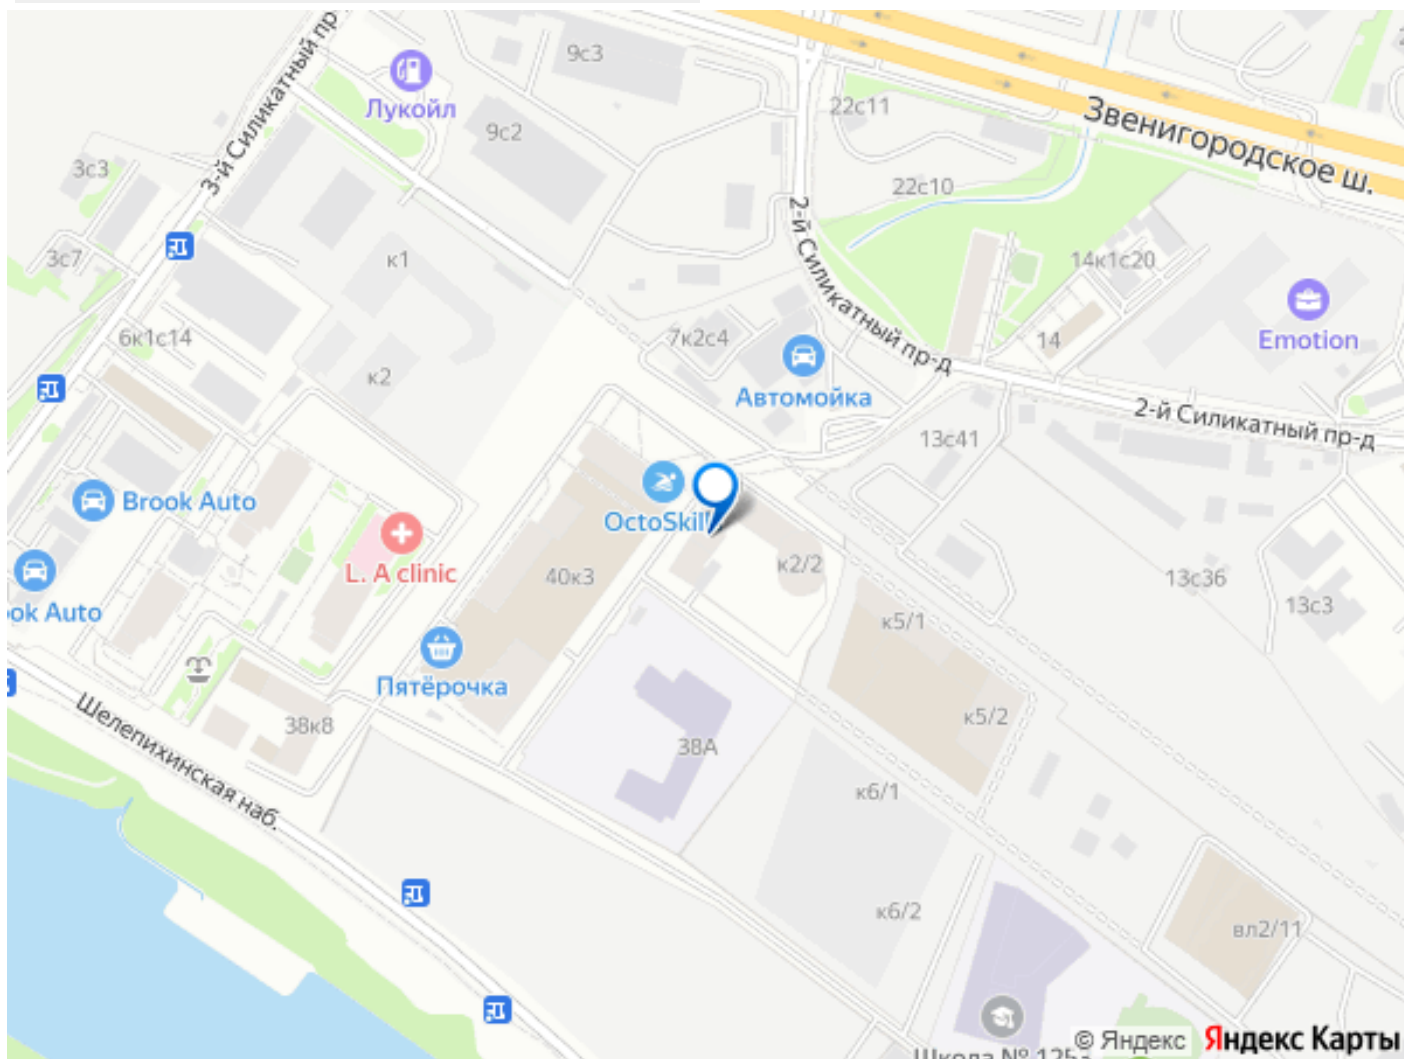 9с3
Лукойл
9с2
22с11
Звенигородское ш.
3-й Силикатный пр
3с3
22с10
2-й Силикатный пр-д
3с7
к1
14к1с20
6к1с14
7к2с4
14
Emotion
к2
Автомойка
2-й Силикатный пр-д
13с41
Brook Auto
OctoSkill
L. A clinic
40к3
к2/2
13с36
13с3
ok Auto
к5/1
Пятёрочка
к5/2
Шелепихинская наб.
38к8
38А
к6/1
к6/2
вл2/11
Школа №
© Яндекс
Яндекс Карты